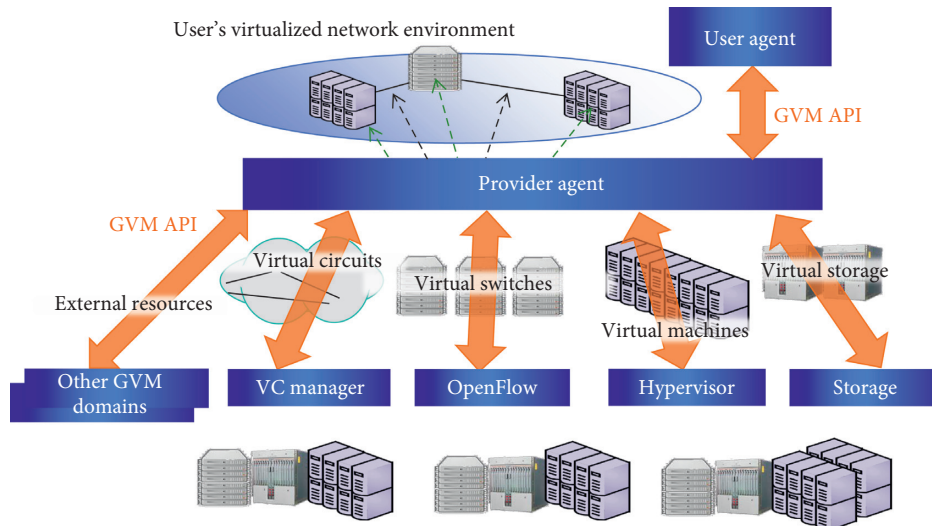 User's virtualized network environment
User agent
GVM API
Provider agent
GVM API
Virtual circuits
Virtual switches
Virtual storage
External resources
Virtual machines
Other GVM
domains
VC manager
OpenFlow
Hypervisor
Storage